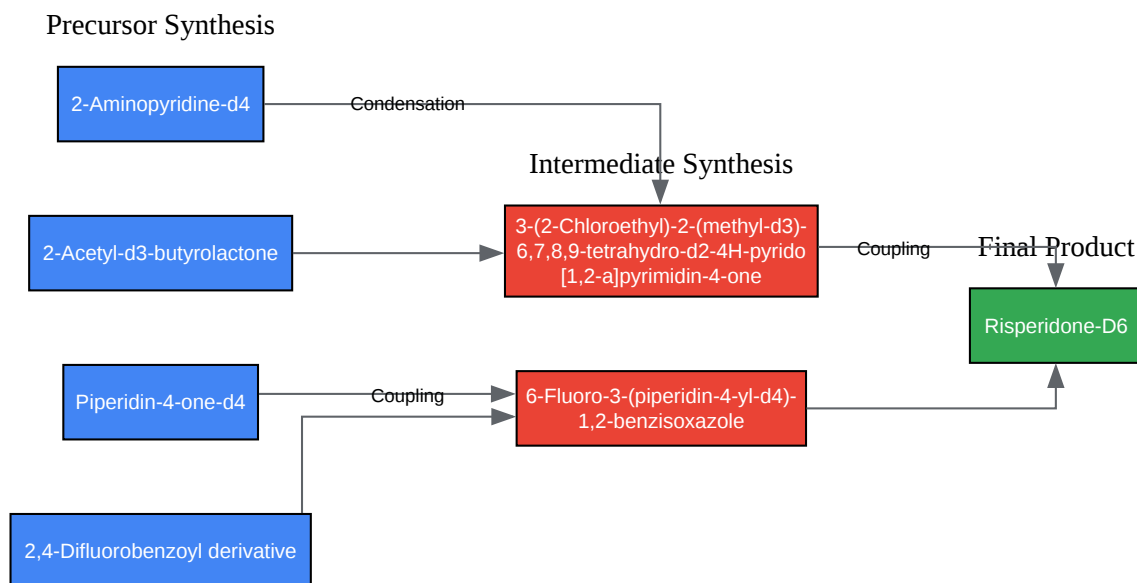 Precursor Synthesis
2-Aminopyridine-d4
Condensation
Intermediate Synthesis
2-Acetyl-d3-butyrolactone
3-(2-Chloroethyl)-2-(methyl-d3)-
6,7,8,9-tetrahydro-d2-4H-pyrido
[1,2-a]pyrimidin-4-one
Coupling
Final Product
Risperidone-D6
Piperidin-4-one-d4
Coupling
6-Fluoro-3-(piperidin-4-yl-d4)-
1,2-benzisoxazole
2,4-Difluorobenzoyl derivative